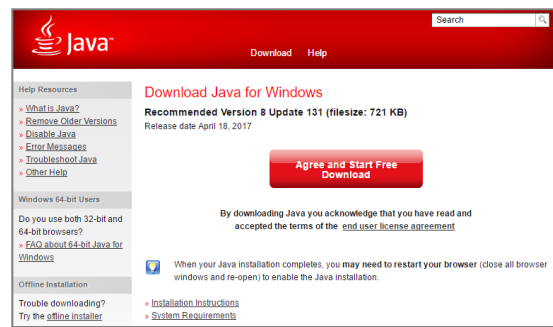 Search
Java™
Download Help
Help Resources
» What is Java?
» Remove Older Versions
» Disable Java
» Error Messages
» Troubleshoot Java
» Other Help
Windows 64-bit Users
Do you use both 32-bit and
64-bit browsers?
» FAQ about 64-bit Java for
Windows
Offline Installation
Trouble downloading?
Try the offline installer
Download Java for Windows
Recommended Version 8 Update 131 (filesize: 721 KB)
Release date April 18, 2017
Agree and Start Free
Download
By downloading Java you acknowledge that you have read and
accepted the terms of the end user license agreement
When your Java installation completes, you may need to restart your browser (close all browser
windows and re-open) to enable the Java installation.
» Installation Instructions
» System Requirements